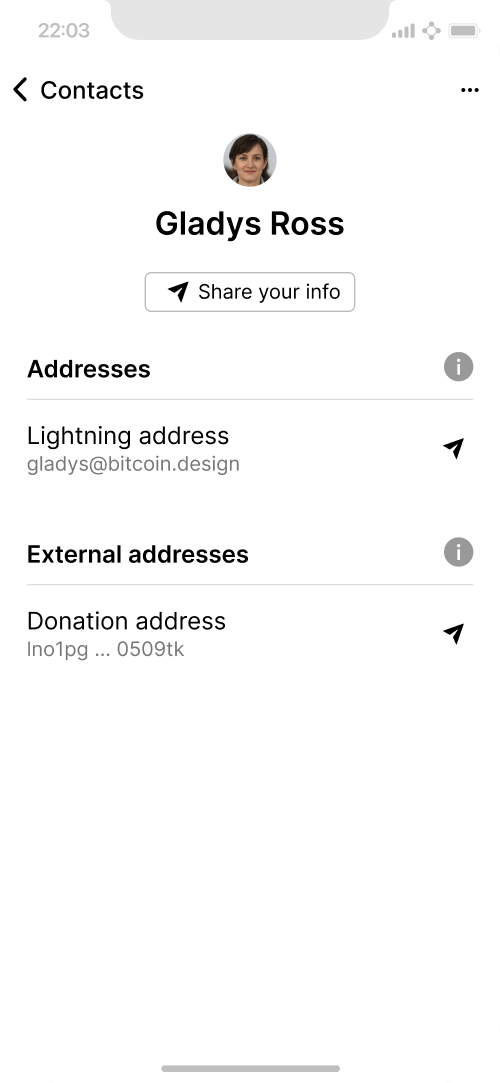 22:03
Contacts
Gladys Ross
Share your info
Addresses
Lightning address
gladys@bitcoin.design
External addresses
Donation address
lno1pg ... 0509tk